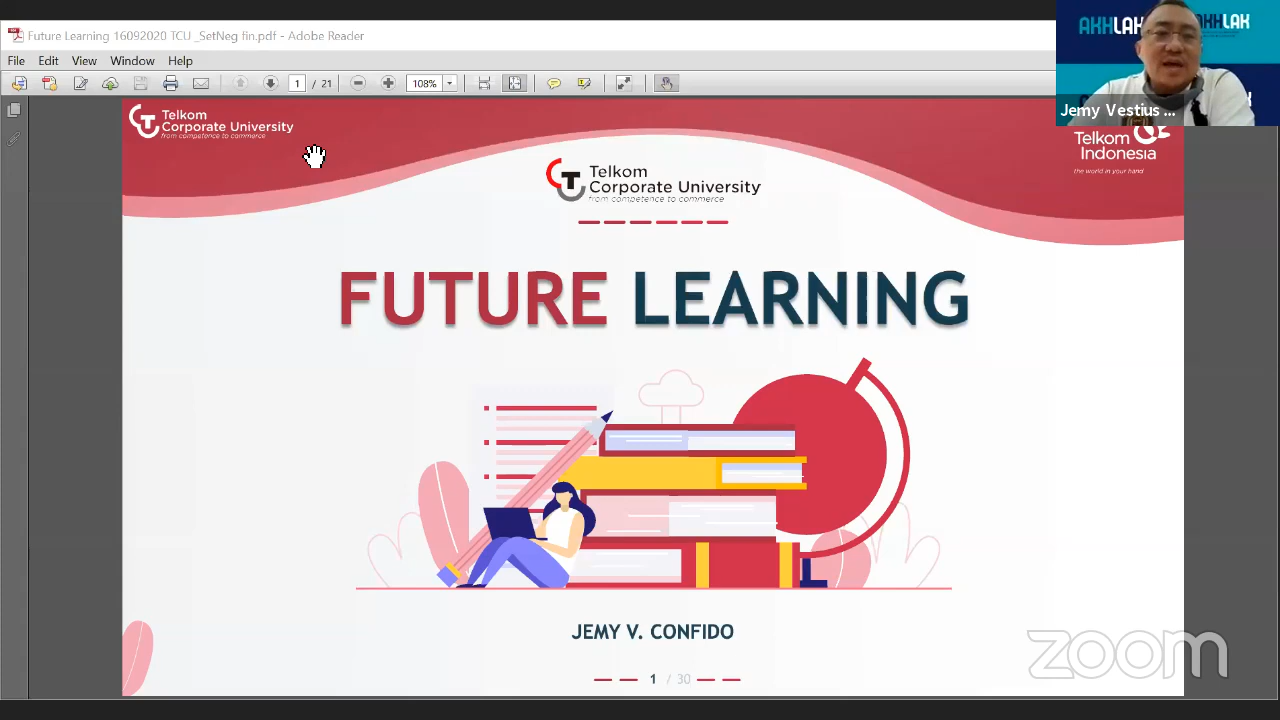 Future Learning 16092020 TCU _SetNeg fin.pdf - Adobe Reader
File Edit View Window Help
1 / 21 108%
AKHLAK
AKHLAK
Jemy Vestius ...
Telkom
Corporate University
from competence to commerce
Telkom
Indonesia
the world in your hand
Telkom
Corporate University
from competence to commerce
FUTURE LEARNING
JEMY V. CONFIDO
1 / 30
zoom